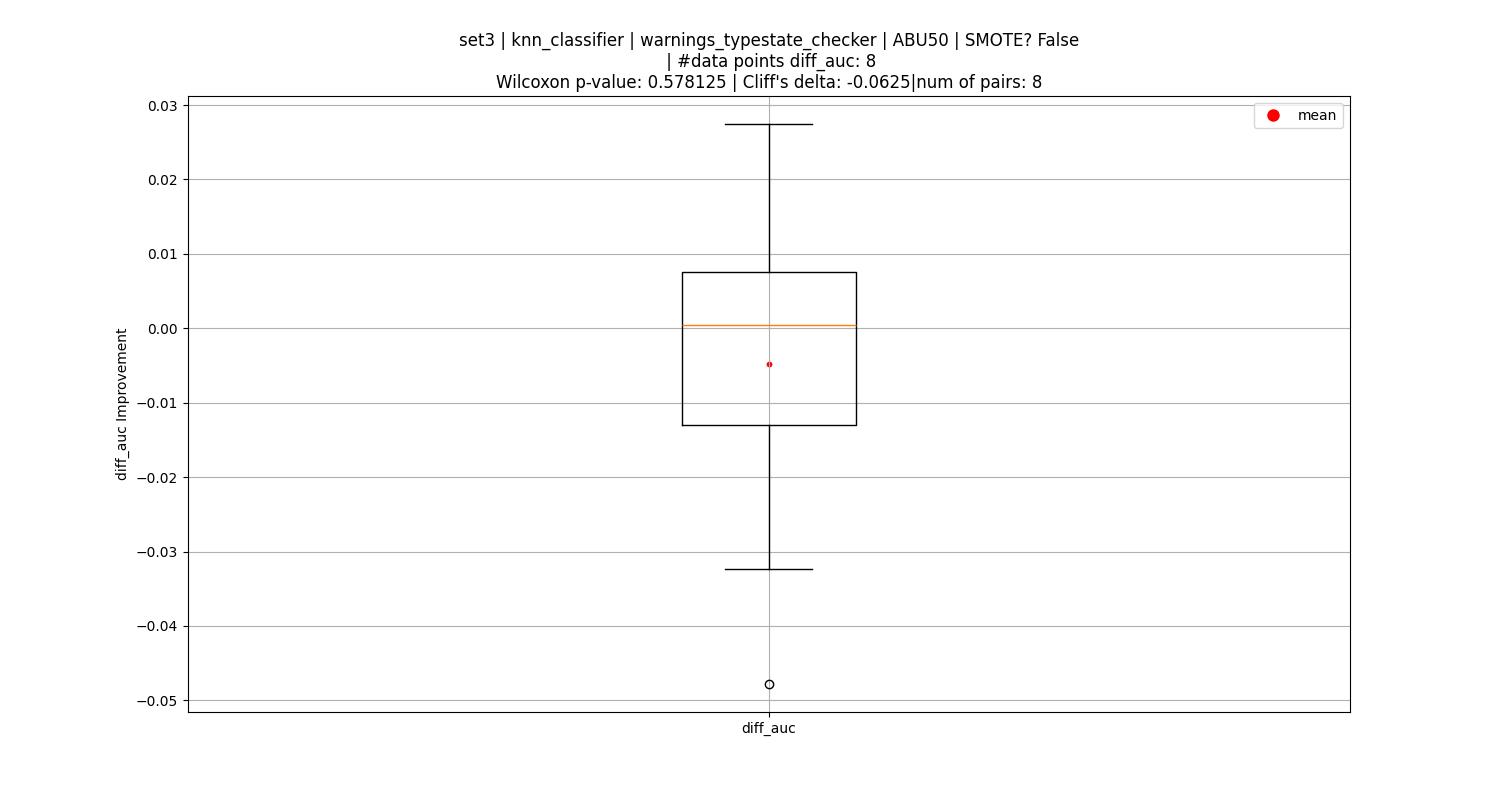 set3 | knn_classifier | warnings_typestate_checker | ABU50 | SMOTE? False
| #data points diff_auc: 8
Wilcoxon p-value: 0.578125 | Cliff's delta: -0.0625|num of pairs: 8
mean
0.03
0.02
0.01
0.00
−0.01
−0.02
−0.03
−0.04
−0.05
diff_auc Improvement
diff_auc